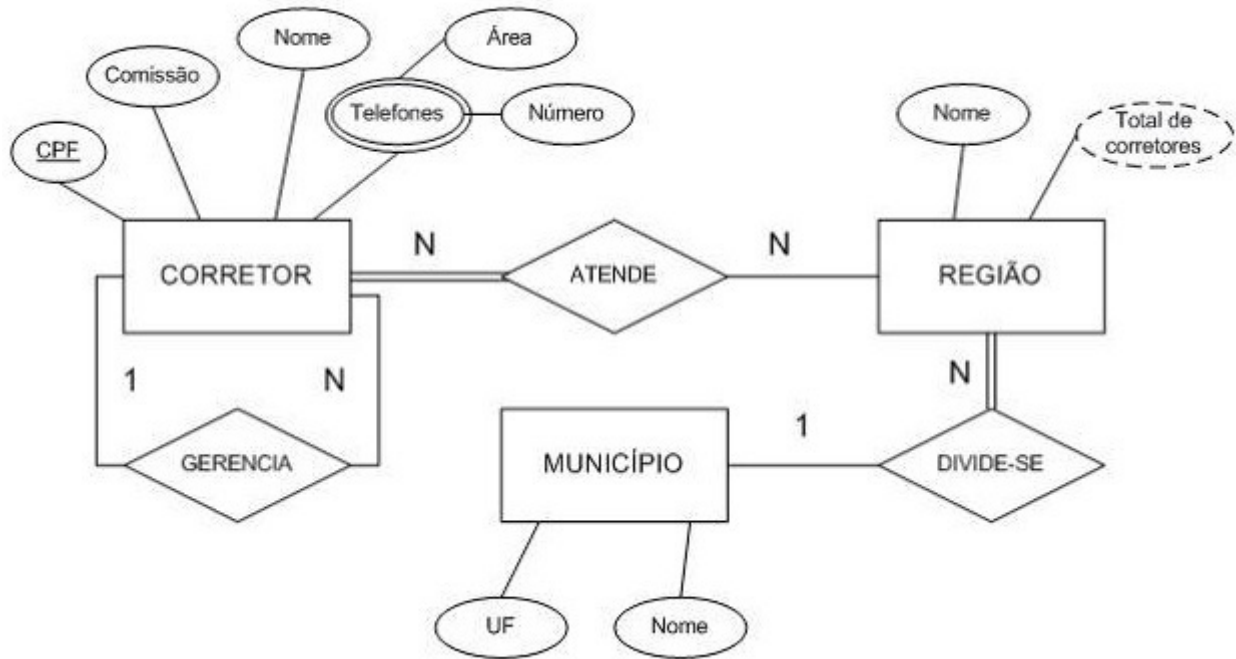 Nome
Área
Comissão
Telefones
Número
Nome
Total de
corretores
CPF
N
N
CORRETOR
ATENDE
REGIÃO
1
N
N
1
GERENCIA
MUNICÍPIO
DIVIDE-SE
UF
Nome